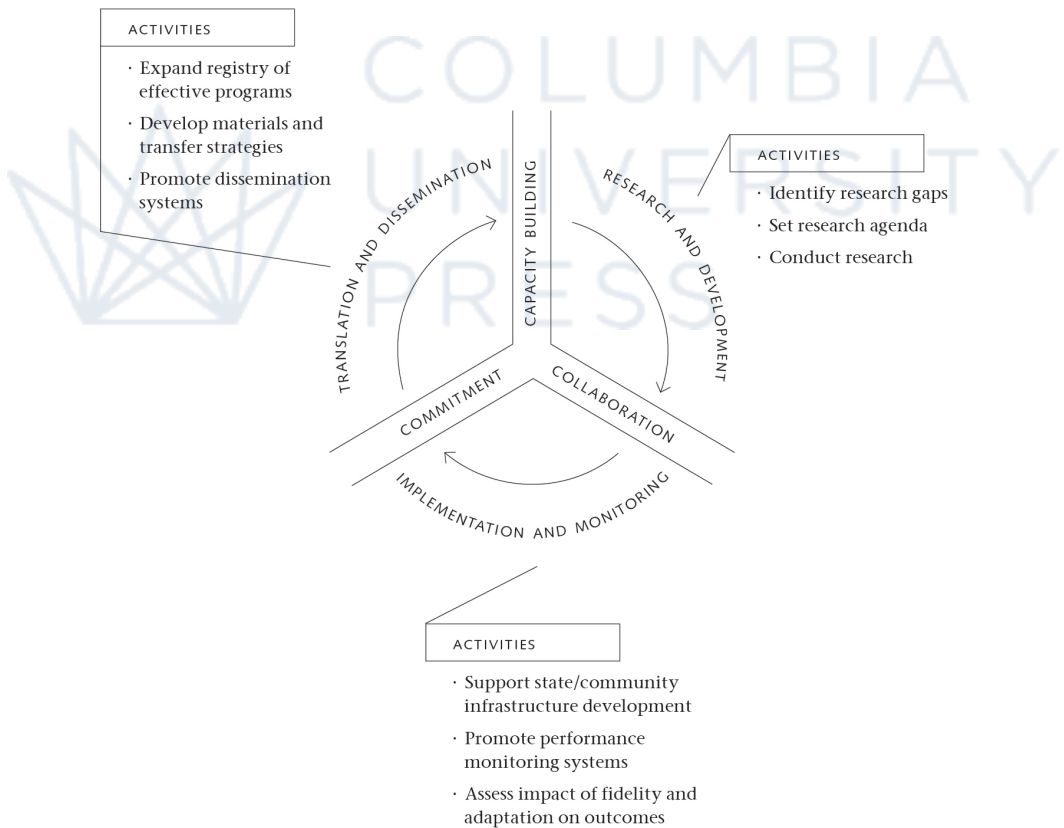 COLUMBIA
UNIVERSITY
PRESS
ACTIVITIES
· Expand registry of
effective programs
· Develop materials and
transfer strategies
· Promote dissemination
systems
TRANSLATION AND DISSEMINATION
CAPACITY BUILDING
RESEARCH AND DEVELOPMENT
ACTIVITIES
· Identify research gaps
· Set research agenda
· Conduct research
COMMITMENT
COLLABORATION
IMPLEMENTATION AND MONITORING
ACTIVITIES
· Support state/community
infrastructure development
· Promote performance
monitoring systems
· Assess impact of fidelity and
adaptation on outcomes